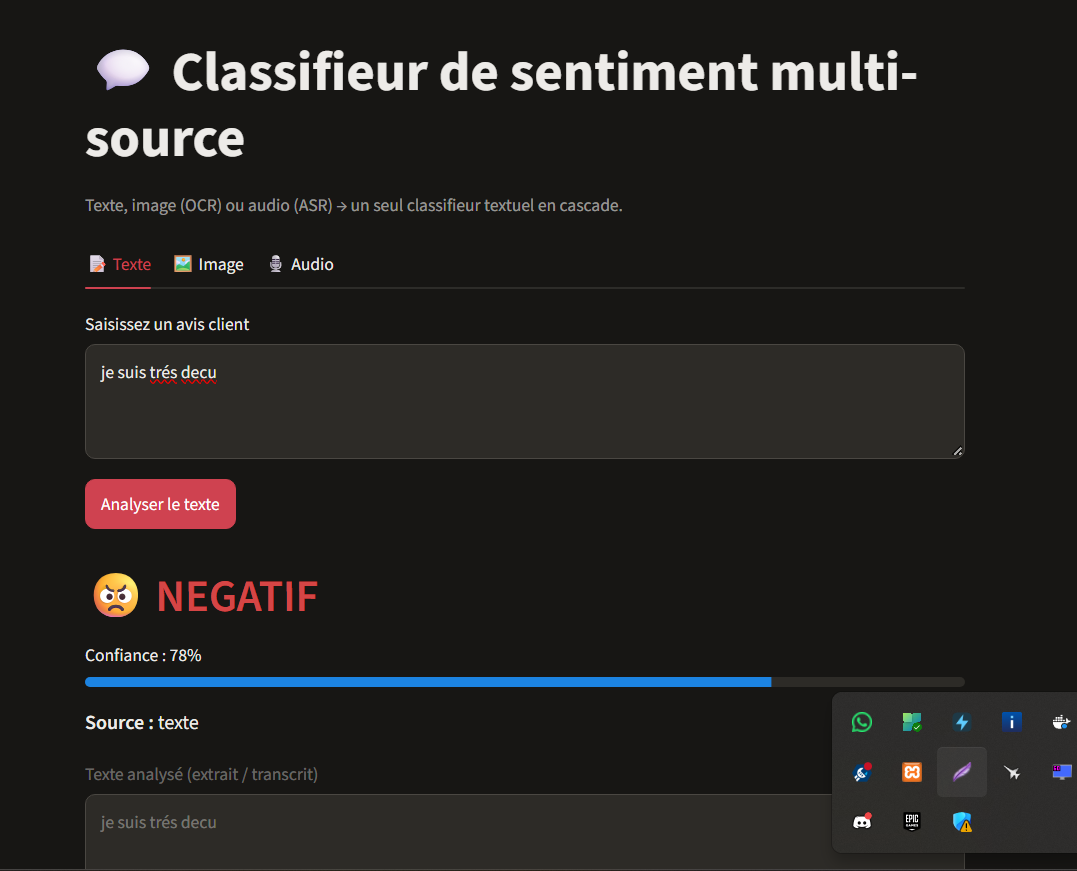 Classifieur de sentiment multi-
source
Texte, image (OCR) ou audio (ASR) → un seul classifieur textuel en cascade.
Texte Image Audio
Saisissez un avis client
je suis trés decu
Analyser le texte
NEGATIF
Confiance : 78%
Source : texte
Texte analysé (extrait / transcrit)
je suis trés decu
EPIC
GAMES